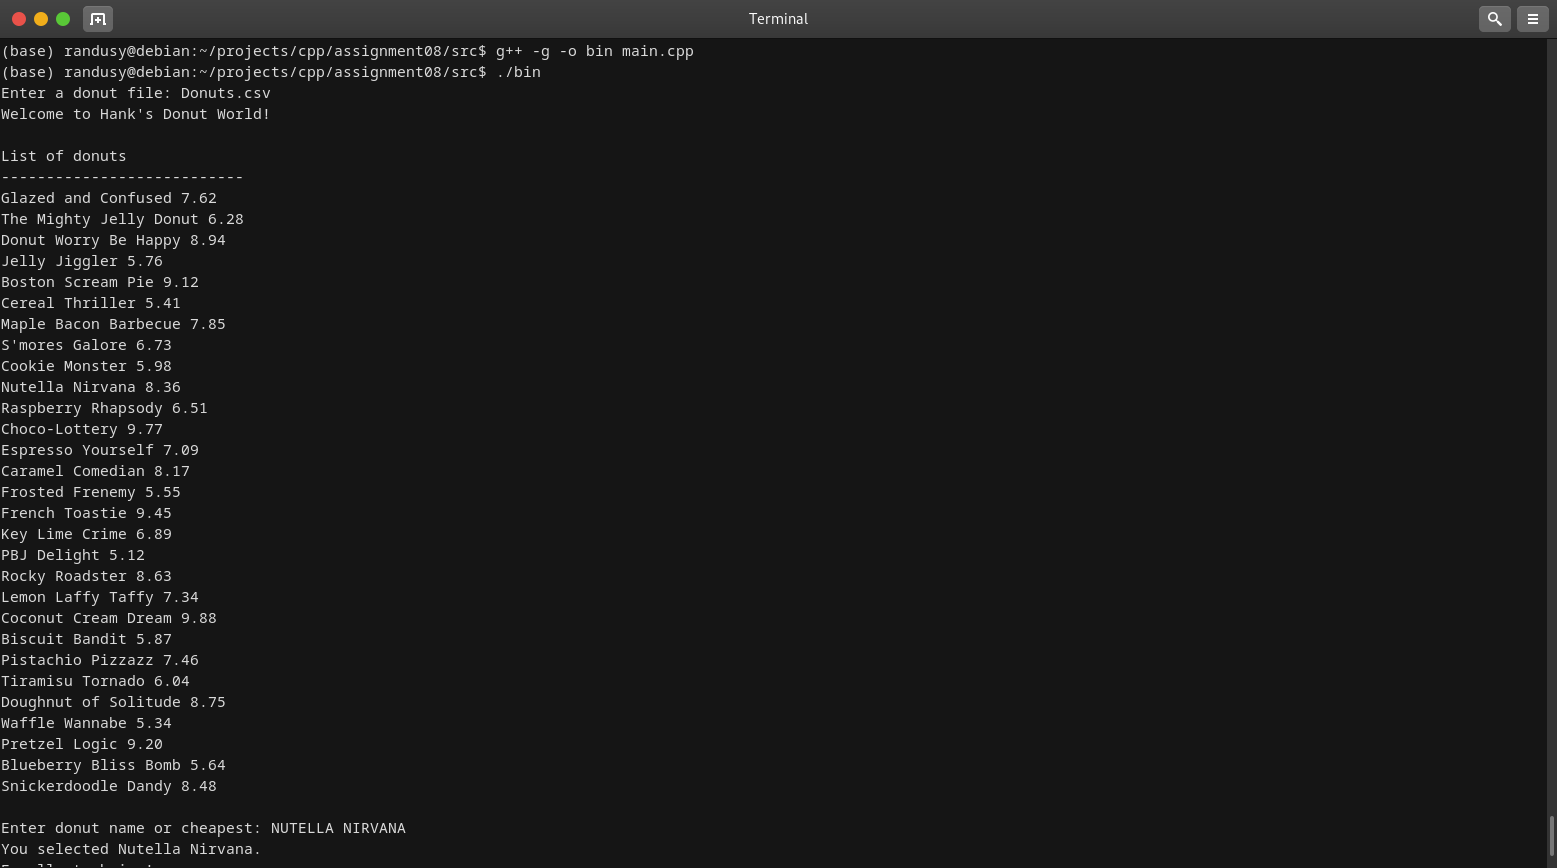 Terminal
(base) randusy@debian:~/projects/cpp/assignment08/src$ g++ -g -o bin main.cpp
(base) randusy@debian:~/projects/cpp/assignment08/src$ ./bin
Enter a donut file: Donuts.csv
Welcome to Hank's Donut World!
List of donuts
---------------------------
Glazed and Confused 7.62
The Mighty Jelly Donut 6.28
Donut Worry Be Happy 8.94
Jelly Jiggler 5.76
Boston Scream Pie 9.12
Cereal Thriller 5.41
Maple Bacon Barbecue 7.85
S'mores Galore 6.73
Cookie Monster 5.98
Nutella Nirvana 8.36
Raspberry Rhapsody 6.51
Choco-Lottery 9.77
Espresso Yourself 7.09
Caramel Comedian 8.17
Frosted Frenemy 5.55
French Toastie 9.45
Key Lime Crime 6.89
PBJ Delight 5.12
Rocky Roadster 8.63
Lemon Laffy Taffy 7.34
Coconut Cream Dream 9.88
Biscuit Bandit 5.87
Pistachio Pizzazz 7.46
Tiramisu Tornado 6.04
Doughnut of Solitude 8.75
Waffle Wannabe 5.34
Pretzel Logic 9.20
Blueberry Bliss Bomb 5.64
Snickerdoodle Dandy 8.48
Enter donut name or cheapest: NUTELLA NIRVANA
You selected Nutella Nirvana.